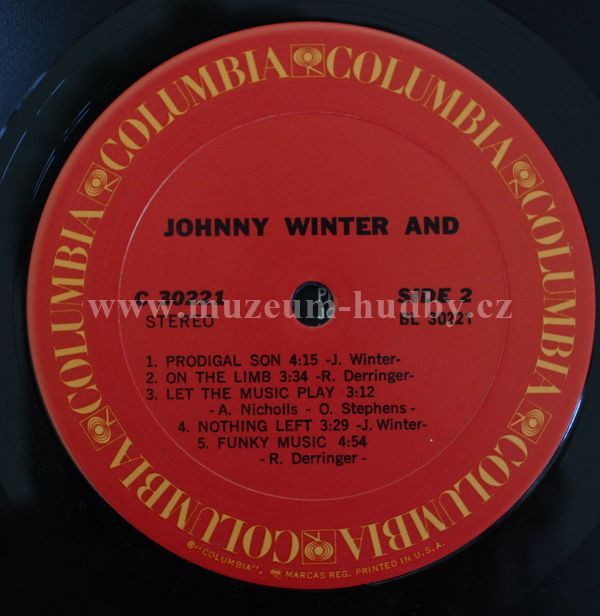 COLUMBIA COLUMBIA COLUMBIA COLUMBIA COLUMBIA COLUMBIA COLUMBIA COLUMBIA
JOHNNY WINTER AND
C 30221 SIDE 2
www.muzeum-hudby.cz
STEREO BL 30221
1. PRODIGAL SON 4:15 -J. Winter-
2. ON THE LIMB 3:34 -R. Derringer-
3. LET THE MUSIC PLAY 3:12
- A. Nicholls - O. Stephens -
4. NOTHING LEFT 3:29 -J. Winter-
5. FUNKY MUSIC 4:54
- R. Derringer -
®"COLUMBIA", MARCAS REG. PRINTED IN U.S.A.